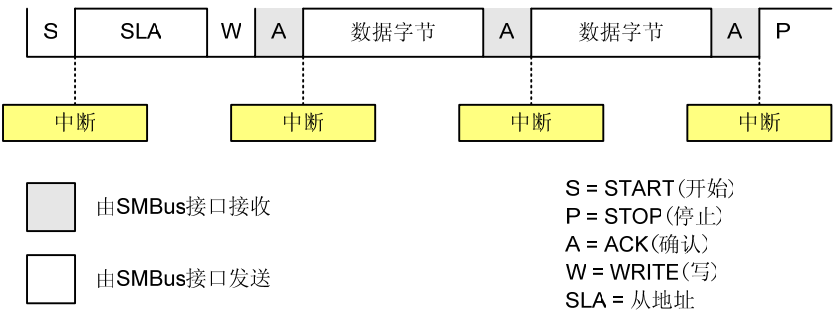 S SLA W A 数据字节 A 数据字节 A P
中断 中断 中断 中断
由SMBus接口接收
由SMBus接口发送
S = START(开始)
P = STOP(停止)
A = ACK(确认)
W = WRITE(写)
SLA = 从地址